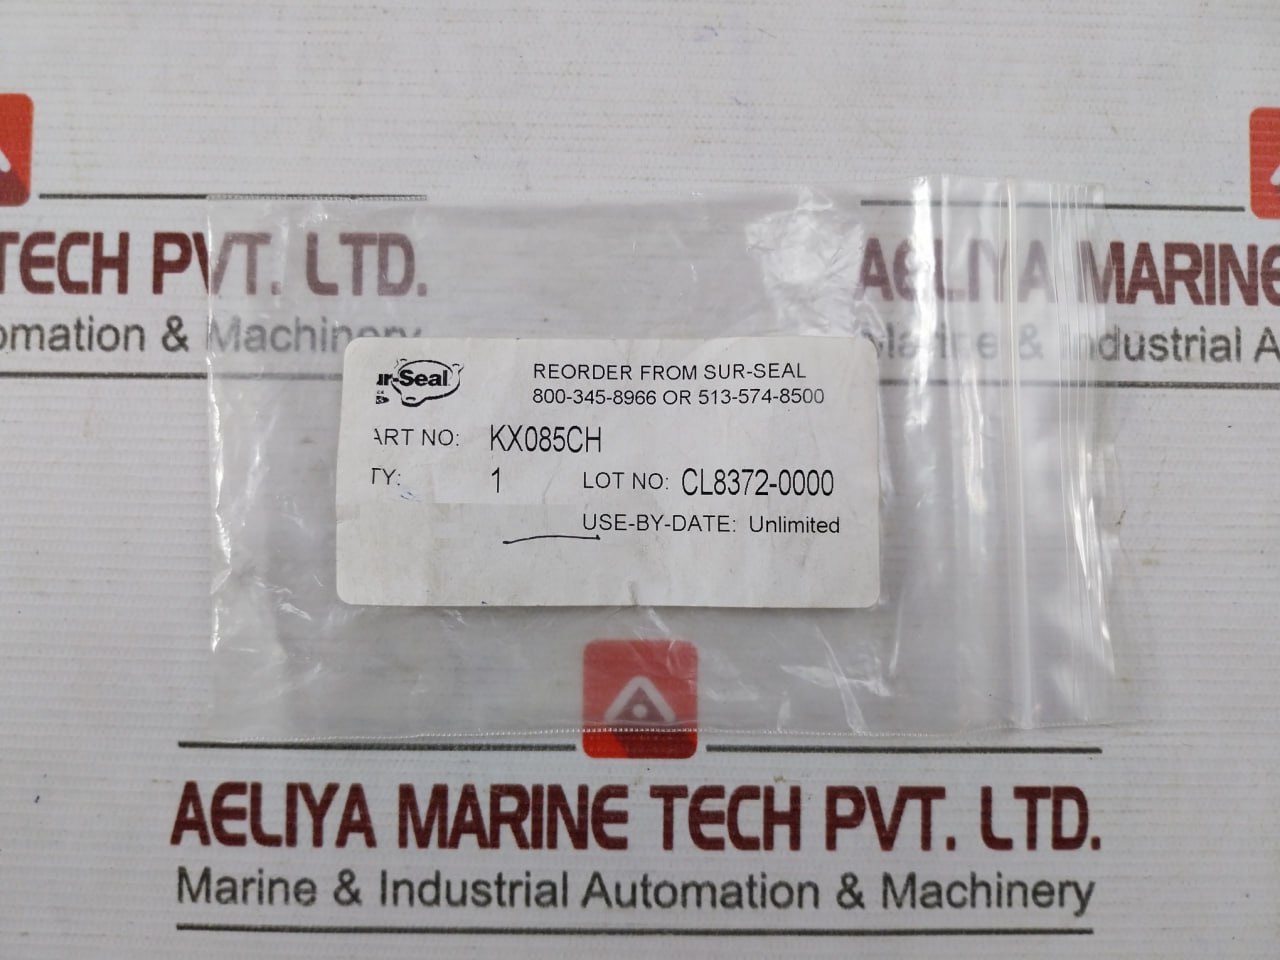 TECH PVT. LTD.
omation & Machinery
AELIYA MARINE
Marine & Industrial A
ur-Seal
REORDER FROM SUR-SEAL
800-345-8966 OR 513-574-8500
ART NO: KX085CH
TY: 1 LOT NO: CL8372-0000
USE-BY-DATE: Unlimited
AELIYA MARINE TECH PVT. LTD.
Marine & Industrial Automation & Machinery